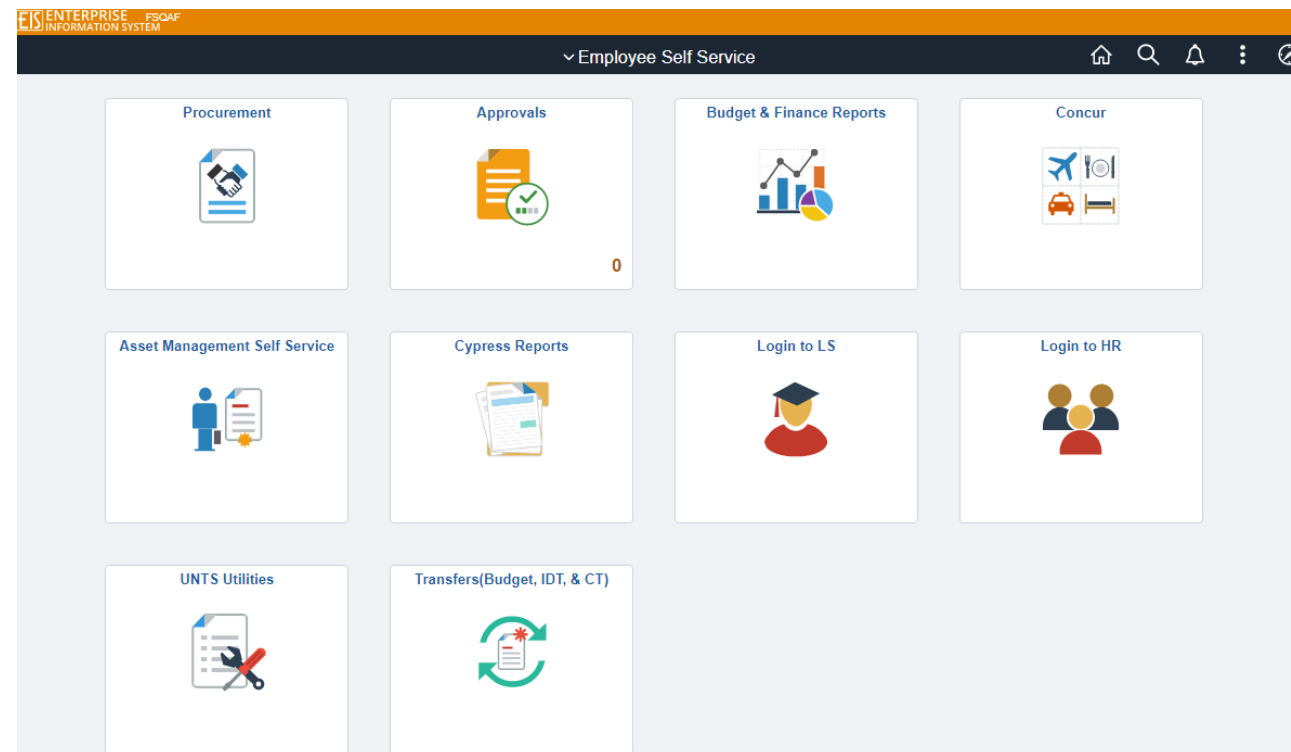 EIS ENTERPRISE FSQAF
INFORMATION SYSTEM
Employee Self Service
Procurement
Approvals
Budget & Finance Reports
Concur
0
Asset Management Self Service
Cypress Reports
Login to LS
Login to HR
UNTS Utilities
Transfers(Budget, IDT, & CT)